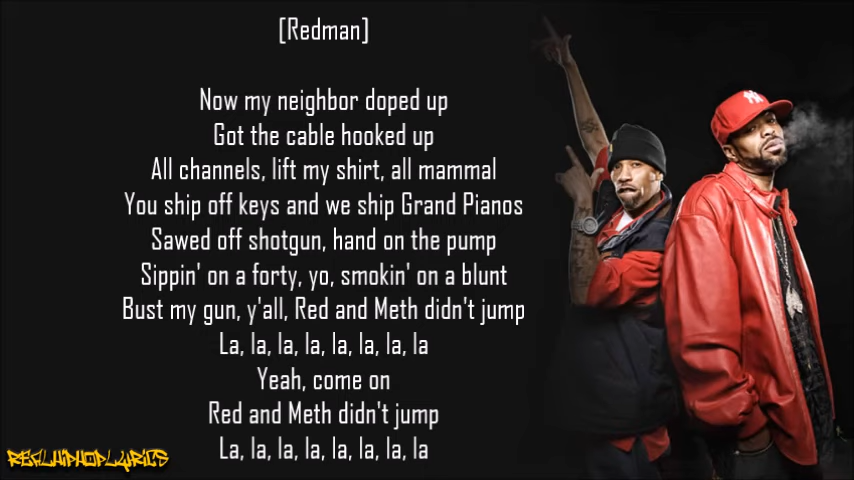 [Redman]
Now my neighbor doped up
Got the cable hooked up
All channels, lift my shirt, all mammal
You ship off keys and we ship Grand Pianos
Sawed off shotgun, hand on the pump
Sippin' on a forty, yo, smokin' on a blunt
Bust my gun, y'all, Red and Meth didn't jump
La, la, la, la, la, la, la, la
Yeah, come on
Red and Meth didn't jump
La, la, la, la, la, la, la, la
REALHIPHOPLYRICS